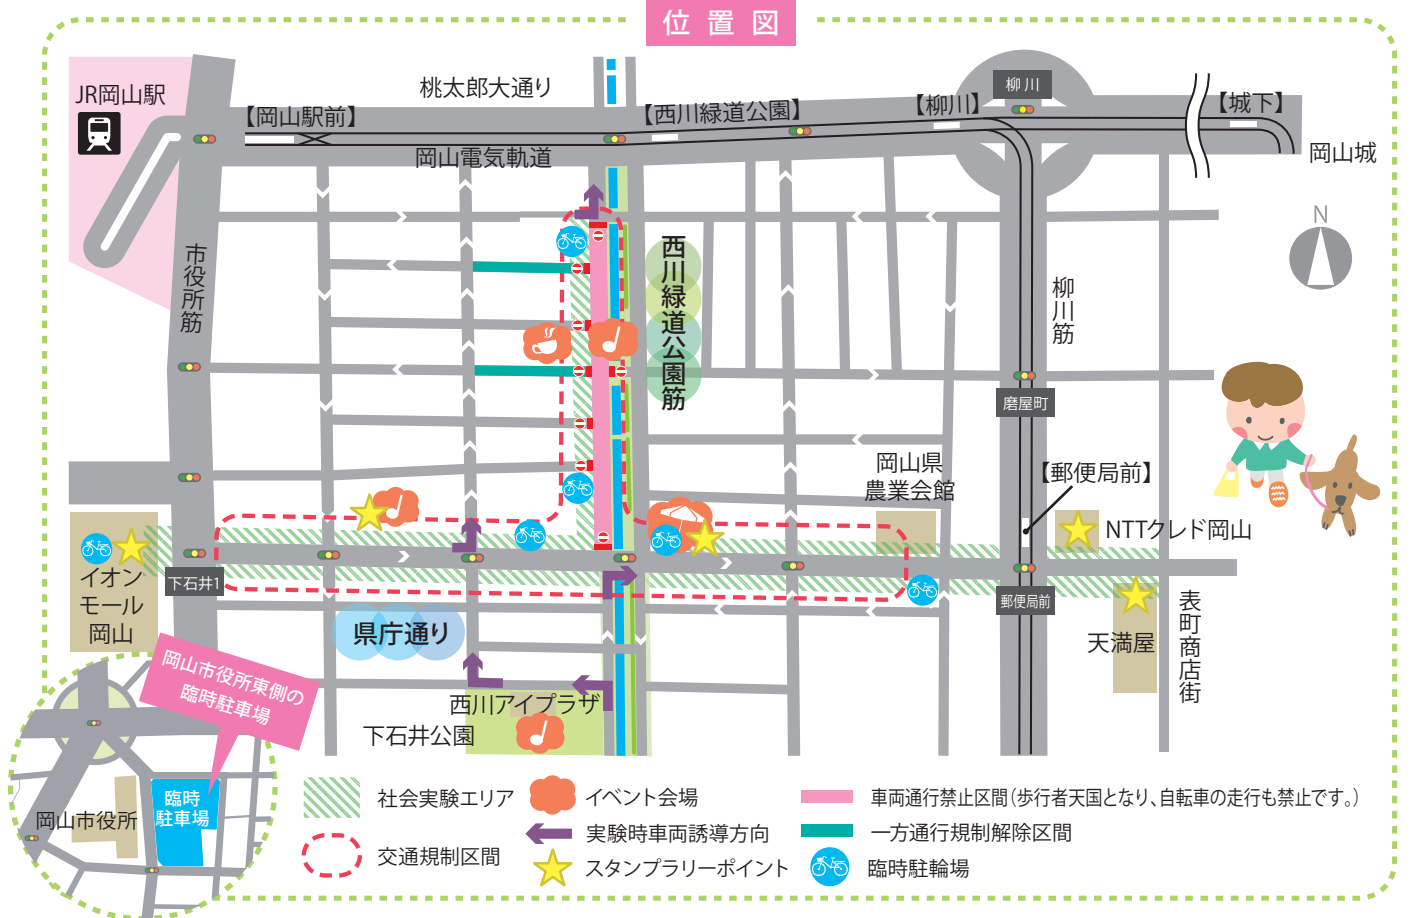 位置図
JR岡山駅
桃太郎大通り
【岡山駅前】
【西川緑道公園】
【柳川】
柳川
【城下】
岡山電気軌道
岡山城
N
市役所筋
西川緑道公園筋
柳川筋
磨屋町
岡山県
農業会館
【郵便局前】
NTTクレド岡山
イオン
モール
岡山
下石井1
郵便局前
県庁通り
天満屋
表町商店街
岡山市役所東側の
臨時駐車場
西川アイプラザ
下石井公園
臨時
駐車場
岡山市役所
社会実験エリア
交通規制区間
イベント会場
実験時車両誘導方向
スタンプラリーポイント
車両通行禁止区間(歩行者天国となり、自転車の走行も禁止です。)
一方通行規制解除区間
臨時駐輪場